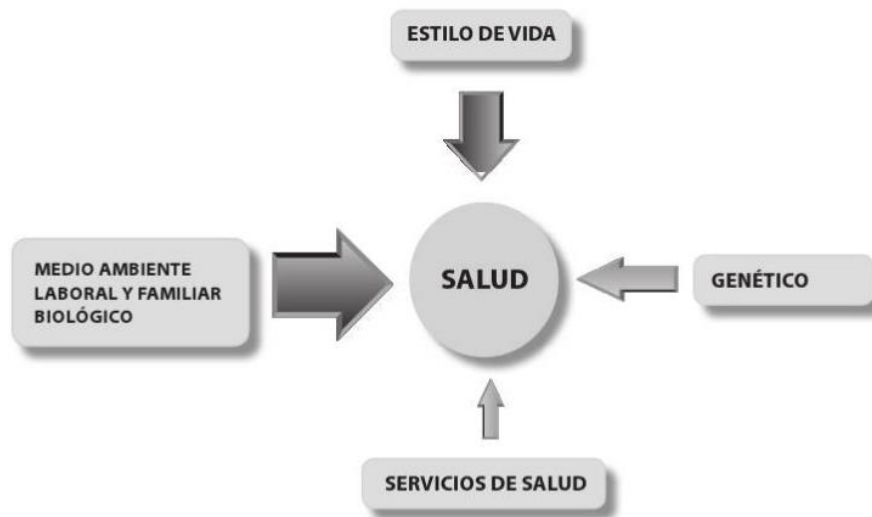 ESTILO DE VIDA
MEDIO AMBIENTE
LABORAL Y FAMILIAR
BIOLÓGICO
SALUD
GENÉTICO
SERVICIOS DE SALUD